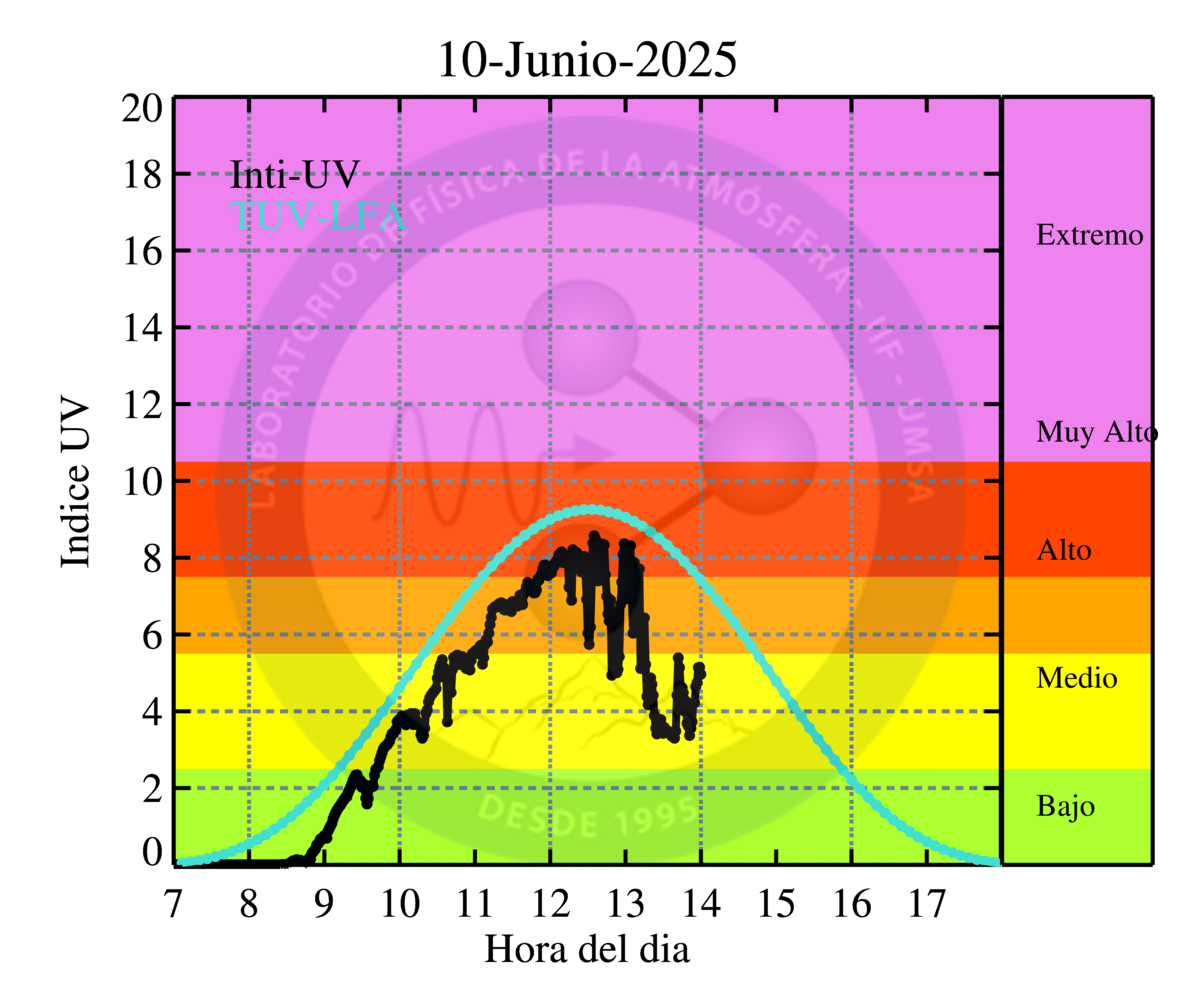 10-Junio-2025
Inti-UV
TUV-LFA
LABORATORIO DE FÍSICA DE LA ATMÓSFERA - IIF - UMSA
DESDE 1995
Indice UV
20
18
16
14
12
10
8
6
4
2
0
Extremo
Muy Alto
Alto
Medio
Bajo
7 8 9 10 11 12 13 14 15 16 17
Hora del dia